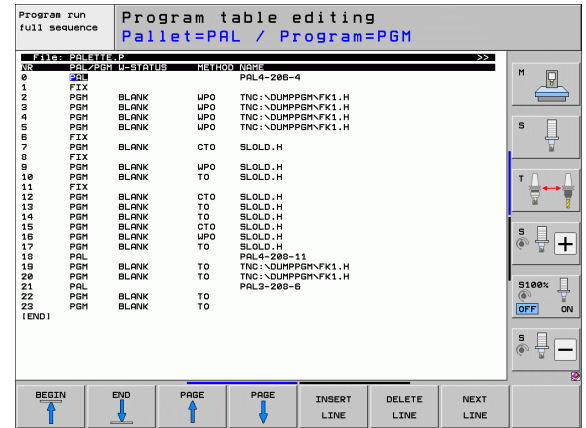 Program run
full sequence
Program table editing
Pallet=PAL / Program=PGM
File: PALETTE.P >>
NR PAL/PGM W-STATUS METHOD NAME
0 PAL PAL4-206-4
1 FIX
2 PGM BLANK WPO TNC:\DUMPPGM\FK1.H
3 PGM BLANK WPO TNC:\DUMPPGM\FK1.H
4 PGM BLANK WPO TNC:\DUMPPGM\FK1.H
5 PGM BLANK WPO TNC:\DUMPPGM\FK1.H
6 FIX
7 PGM BLANK CTO SLOLD.H
8 FIX
9 PGM BLANK WPO SLOLD.H
10 PGM BLANK TO SLOLD.H
11 FIX
12 PGM BLANK CTO SLOLD.H
13 PGM BLANK TO SLOLD.H
14 PGM BLANK TO SLOLD.H
15 PGM BLANK CTO SLOLD.H
16 PGM BLANK WPO SLOLD.H
17 PGM BLANK TO SLOLD.H
18 PAL PAL4-208-11
19 PGM BLANK TO TNC:\DUMPPGM\FK1.H
20 PGM BLANK TO TNC:\DUMPPGM\FK1.H
21 PAL PAL3-208-6
22 PGM BLANK TO
23 PGM BLANK TO
[END]
M
S
T
S
+
S100%
OFF ON
S
–
BEGIN
END
PAGE
PAGE
INSERT
LINE
DELETE
LINE
NEXT
LINE